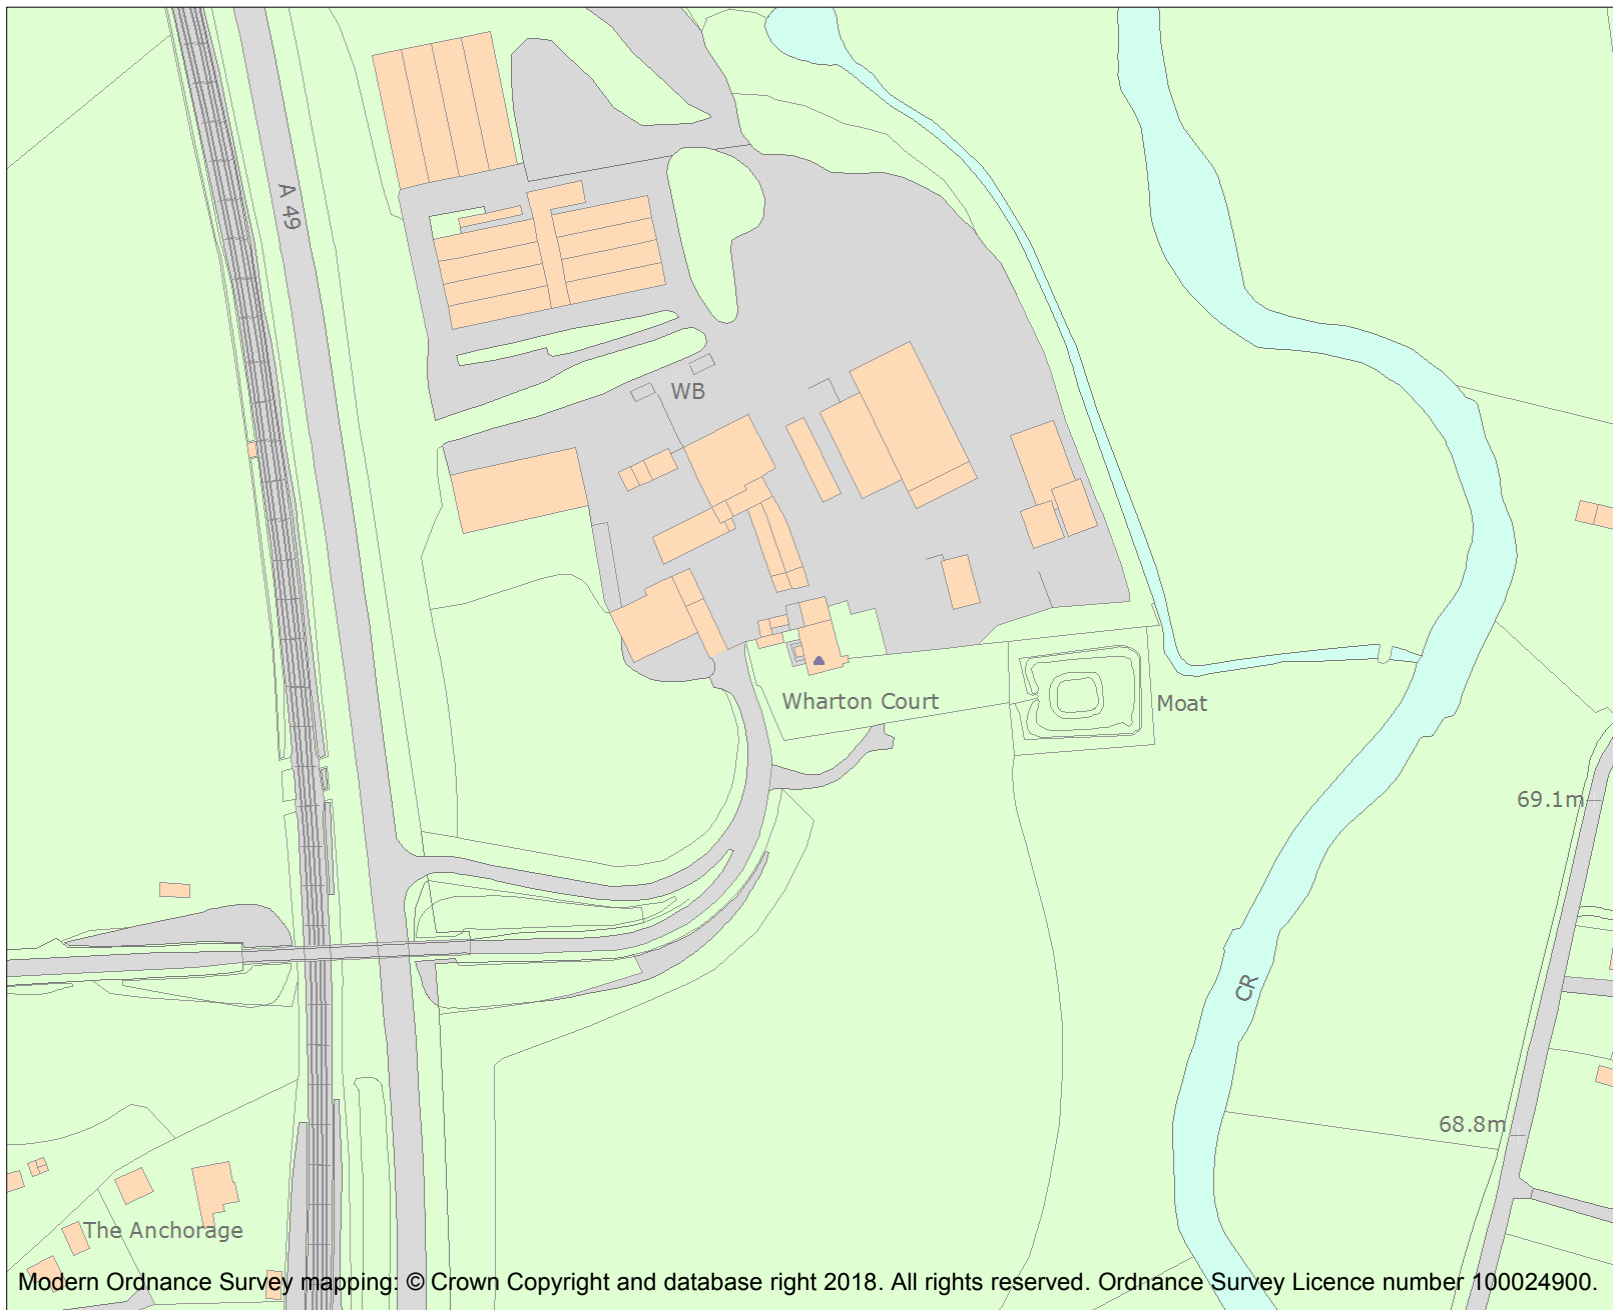 A 49
WB
Wharton Court
Moat
69.1m
CR
68.8m
The Anchorage
Modern Ordnance Survey mapping: © Crown Copyright and database right 2018. All rights reserved. Ordnance Survey Licence number 100024900.